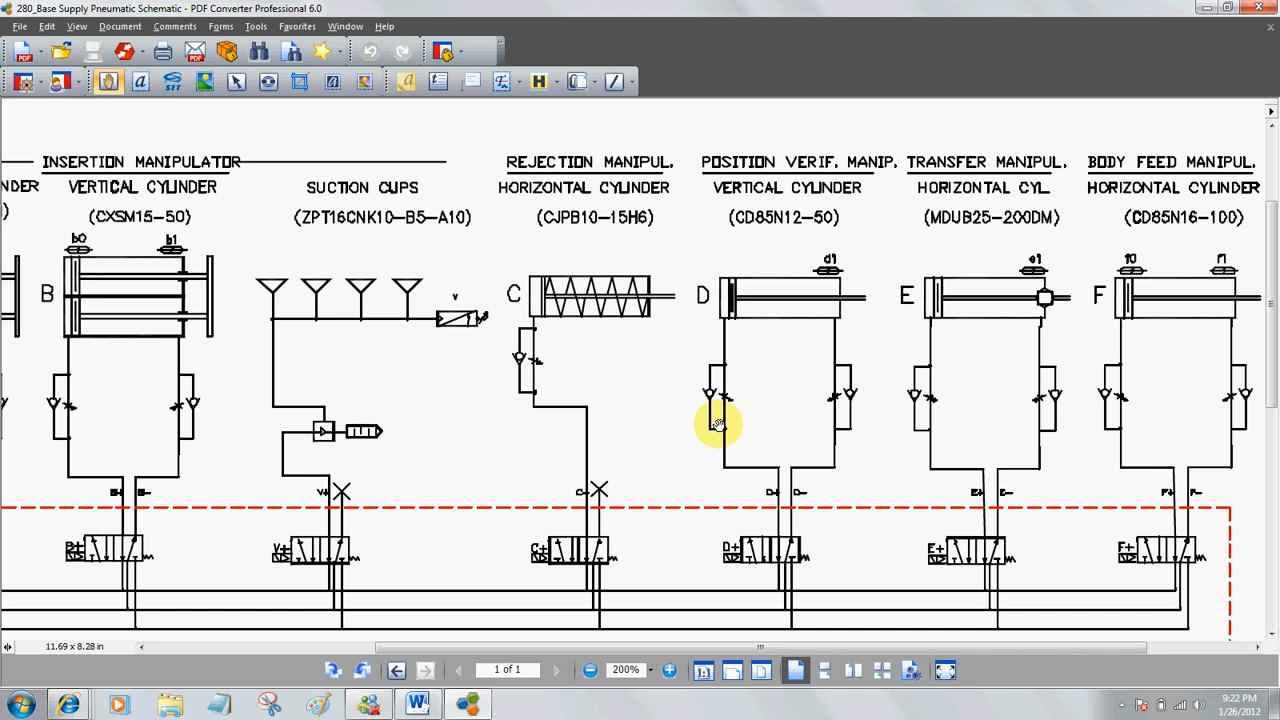 280_Base Supply Pneumatic Schematic - PDF Converter Professional 6.0
File Edit View Document Comments Forms Tools Favorites Window Help
INSERTION MANIPULATOR
REJECTION MANIPUL.
POSITION VERIF. MANIP.
TRANSFER MANIPUL.
BODY FEED MANIPUL.
NDER
VERTICAL CYLINDER
SUCTION CUPS
HORIZONTAL CYLINDER
VERTICAL CYLINDER
HORIZONTAL CYL
HORIZONTAL CYLINDER
)
(CXSM15-50)
(ZPT16CNK10-B5-A10)
(CJPB10-15H6)
(CD85N12-50)
(MDUB25-200DM)
(CD85N16-100)
b0 b1
d1
e1
f0 f1
B
v
C
D
E
F
B+ B-
V+
C-
D+ D-
E+ E-
F+ F-
B+
V+
C+
D+
E+
F+
11.69 x 8.28 in
1 of 1
200%
1:1
9:22 PM
1/26/2012